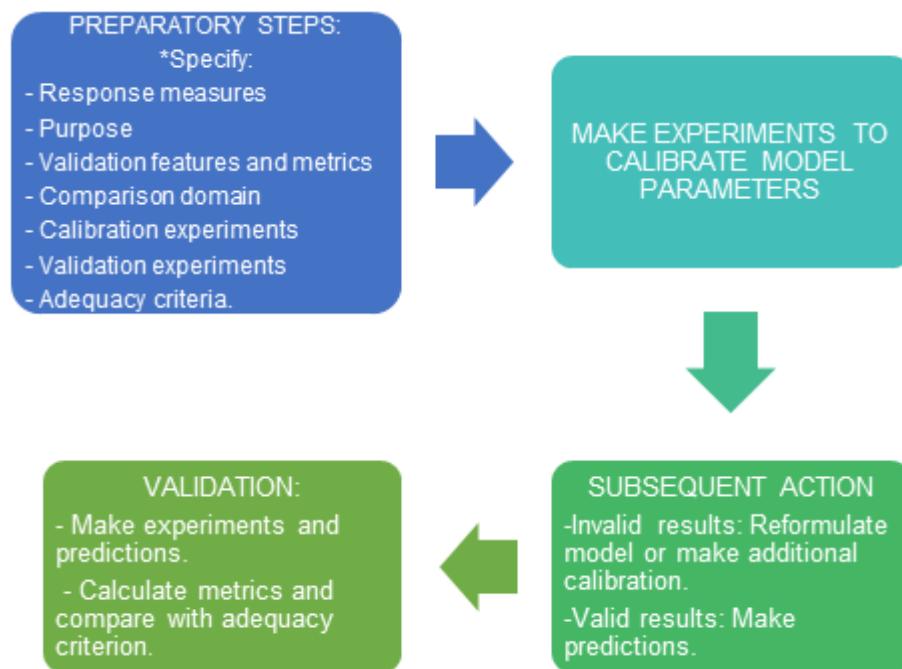 PREPARATORY STEPS:
*Specify:
- Response measures
- Purpose
- Validation features and metrics
- Comparison domain
- Calibration experiments
- Validation experiments
- Adequacy criteria.
MAKE EXPERIMENTS TO
CALIBRATE MODEL
PARAMETERS
SUBSEQUENT ACTION
-Invalid results: Reformulate
model or make additional
calibration.
-Valid results: Make
predictions.
VALIDATION:
- Make experiments and
predictions.
- Calculate metrics and
compare with adequacy
criterion.